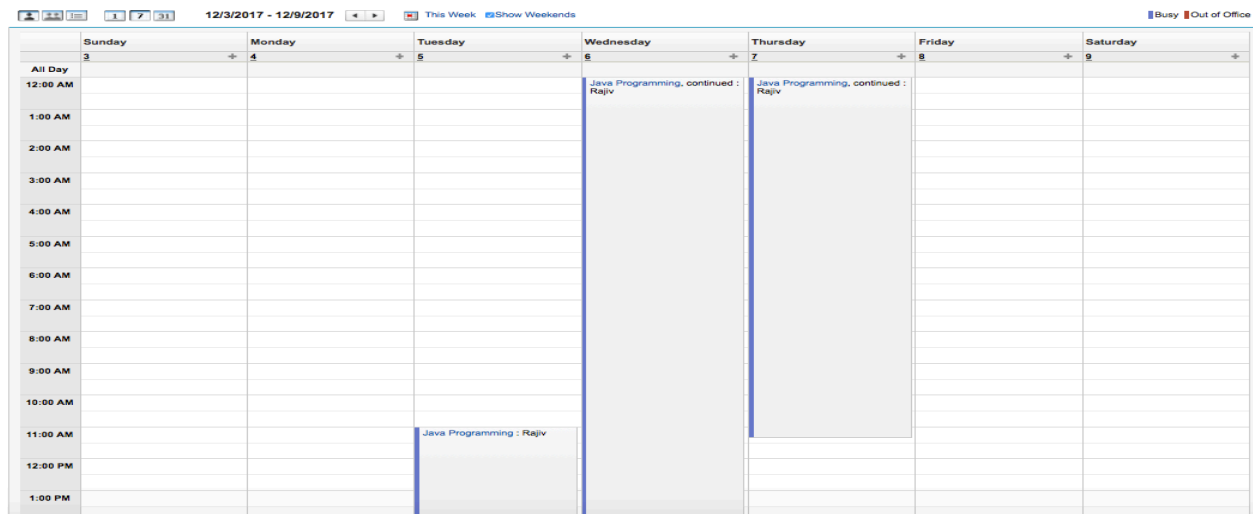 1 7 31 12/3/2017 - 12/9/2017 This Week Show Weekends Busy Out of Office
Sunday Monday Tuesday Wednesday Thursday Friday Saturday
3 + 4 + 5 + 6 + 7 + 8 + 9 +
All Day
12:00 AM Java Programming, continued : Java Programming, continued :
Rajiv Rajiv
1:00 AM
2:00 AM
3:00 AM
4:00 AM
5:00 AM
6:00 AM
7:00 AM
8:00 AM
9:00 AM
10:00 AM
11:00 AM Java Programming : Rajiv
12:00 PM
1:00 PM